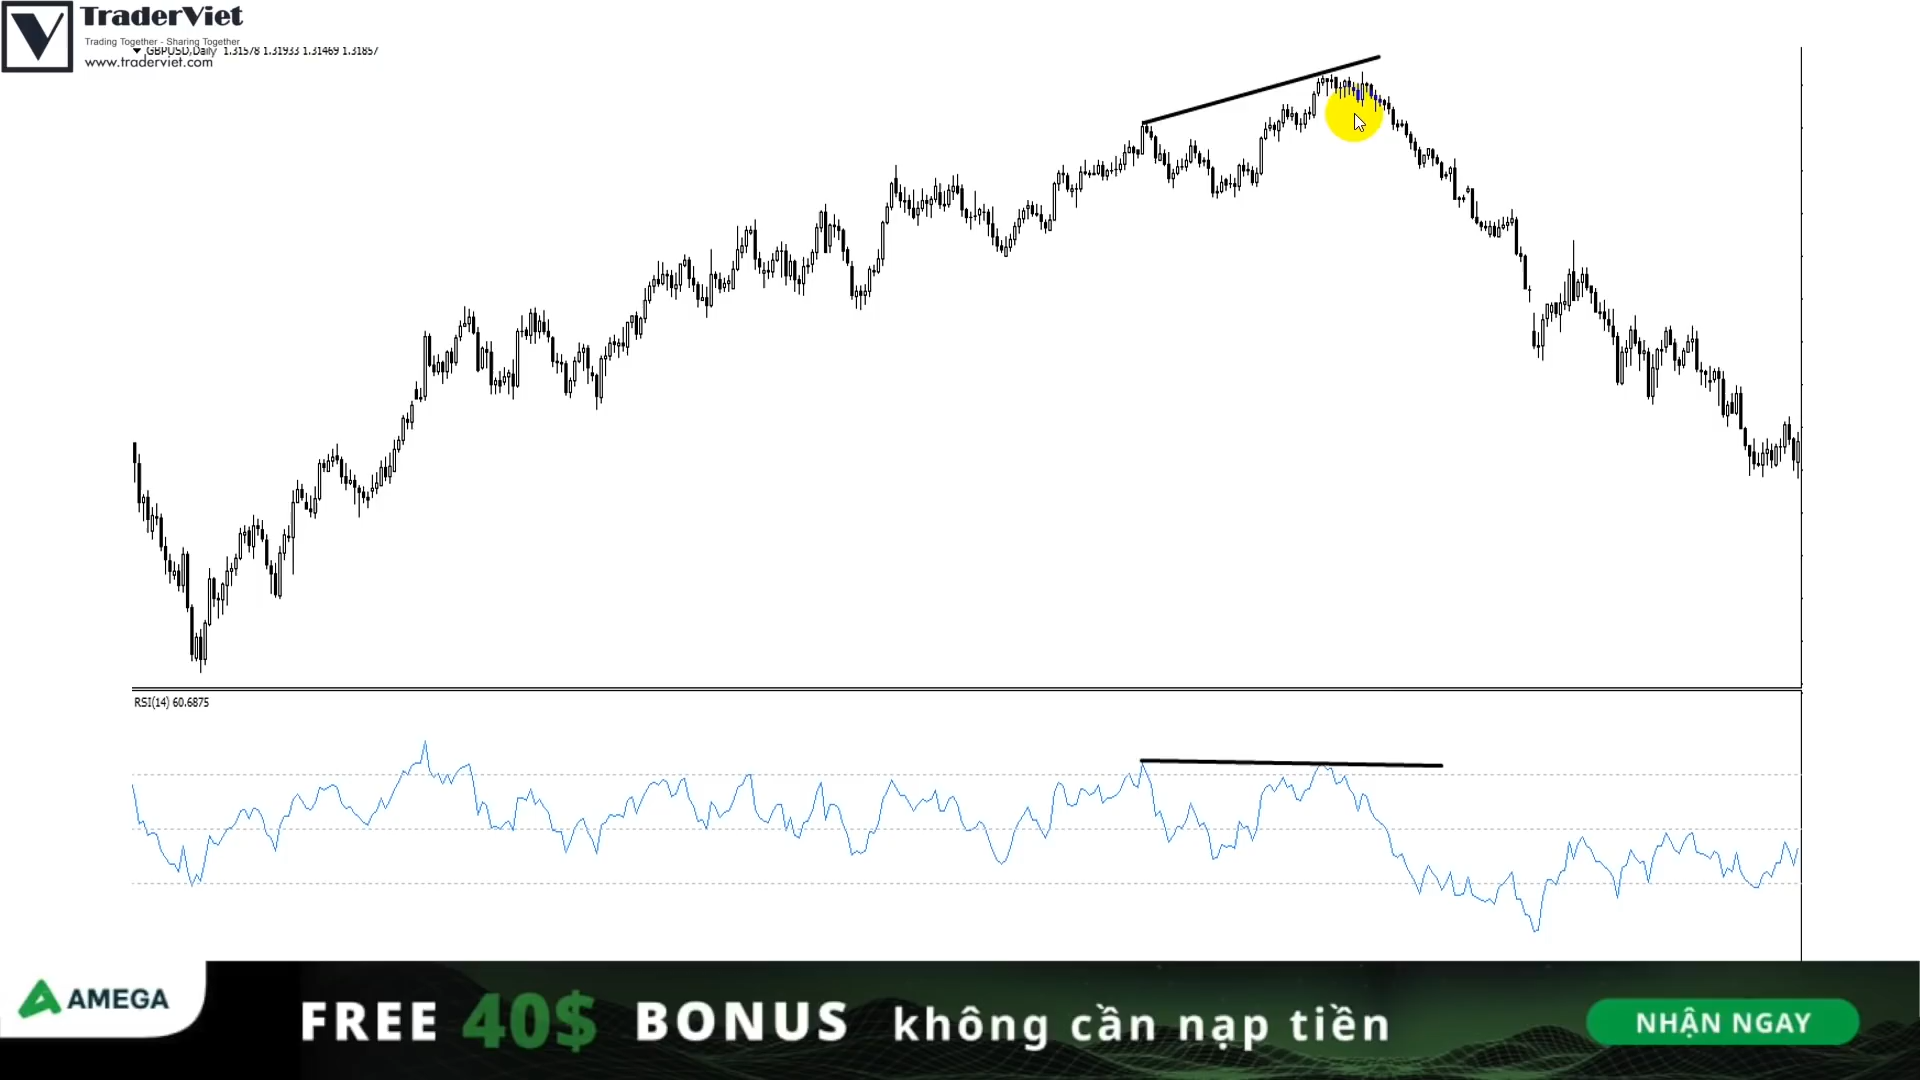 TraderViet
Trading Together - Sharing Together
GBPUSD,Daily 1.31578 1.31933 1.31469 1.31857
www.traderviet.com
RSI(14) 60.6875
AMEGA
FREE 40$ BONUS không cần nạp tiền
NHẬN NGAY